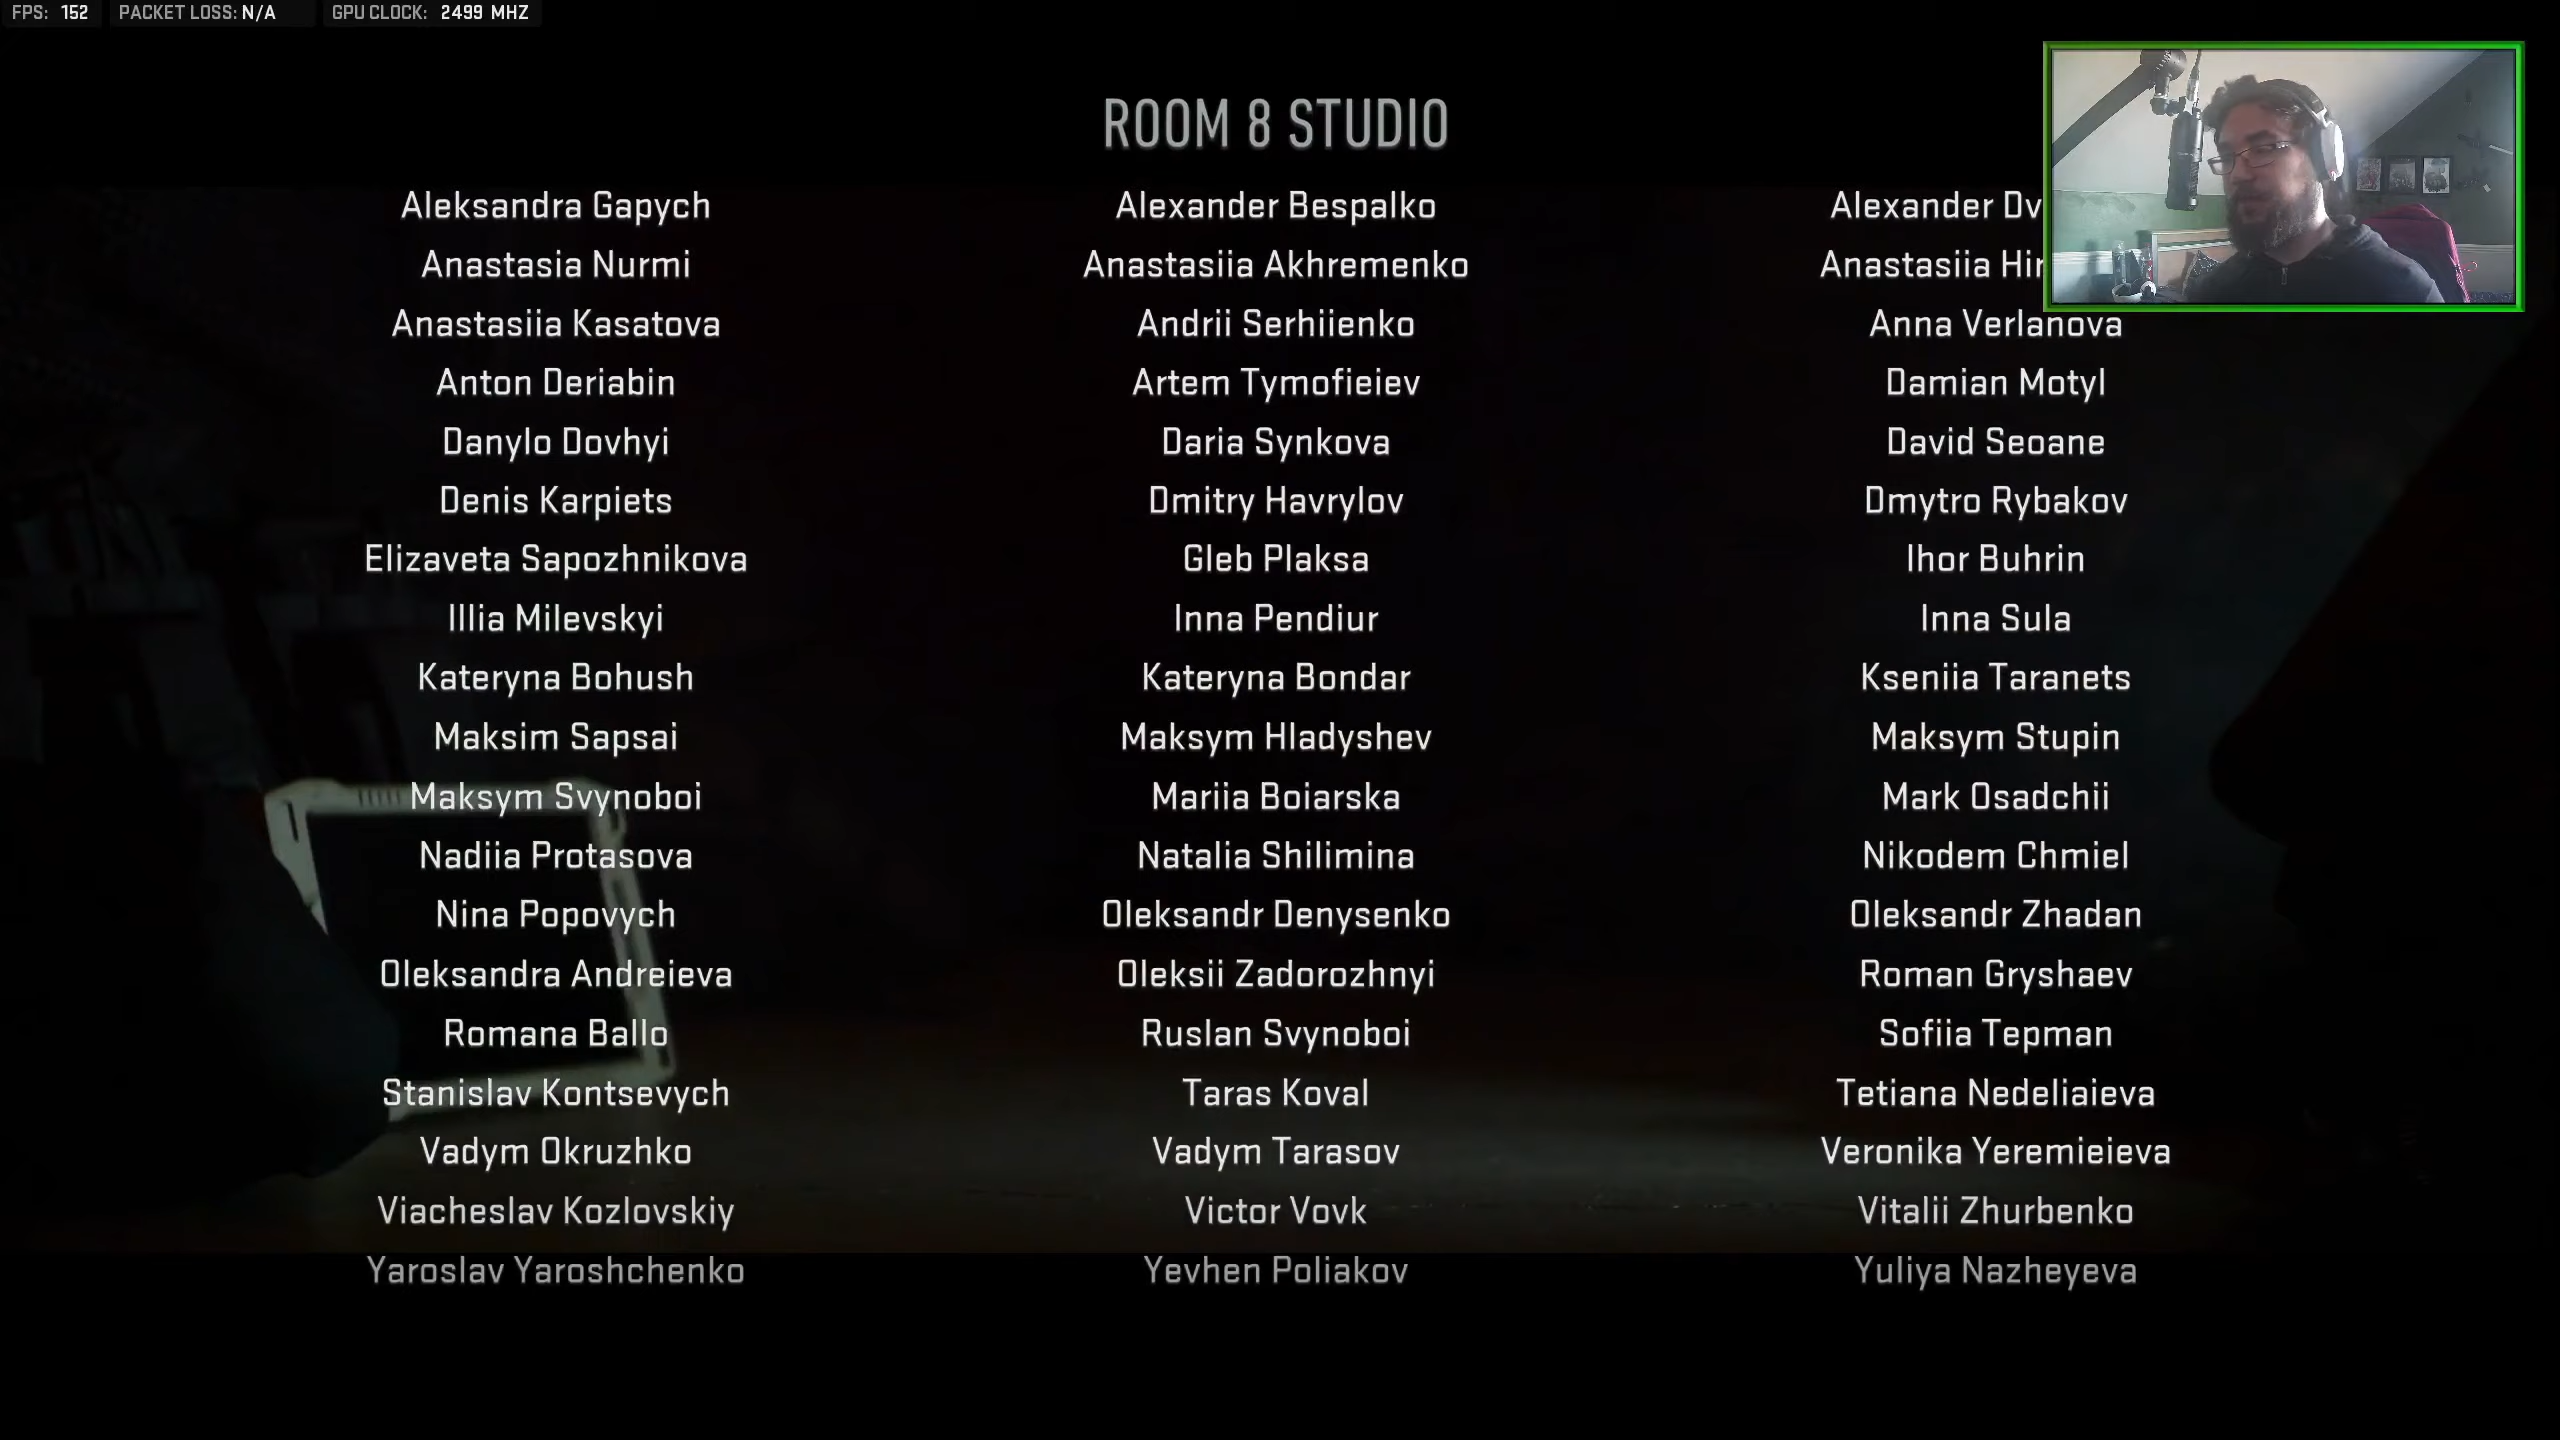 FPS: 152 PACKET LOSS: N/A GPU CLOCK: 2499 MHZ
ROOM 8 STUDIO
Aleksandra Gapych Alexander Bespalko Alexander
Anastasia Nurmi Anastasiia Akhremenko Anastasiia
Anastasiia Kasatova Andrii Serhiienko Anna Verlanova
Anton Deriabin Artem Tymofieiev Damian Motyl
Danylo Dovhyi Daria Synkova David Seoane
Denis Karpiets Dmitry Havrylov Dmytro Rybakov
Elizaveta Sapozhnikova Gleb Plaksa Ihor Buhrin
Illia Milevskyi Inna Pendiur Inna Sula
Kateryna Bohush Kateryna Bondar Kseniia Taranets
Maksim Sapsai Maksym Hladyshev Maksym Stupin
Maksym Svynoboi Mariia Boiarska Mark Osadchii
Nadiia Protasova Natalia Shilimina Nikodem Chmiel
Nina Popovych Oleksandr Denysenko Oleksandr Zhadan
Oleksandra Andreieva Oleksii Zadorozhnyi Roman Gryshaev
Romana Ballo Ruslan Svynoboi Sofiia Tepman
Stanislav Kontsevych Taras Koval Tetiana Nedeliaieva
Vadym Okruzhko Vadym Tarasov Veronika Yeremieieva
Viacheslav Kozlovskiy Victor Vovk Vitalii Zhurbenko
Yaroslav Yaroshchenko Yevhen Poliakov Yuliya Nazheyeva